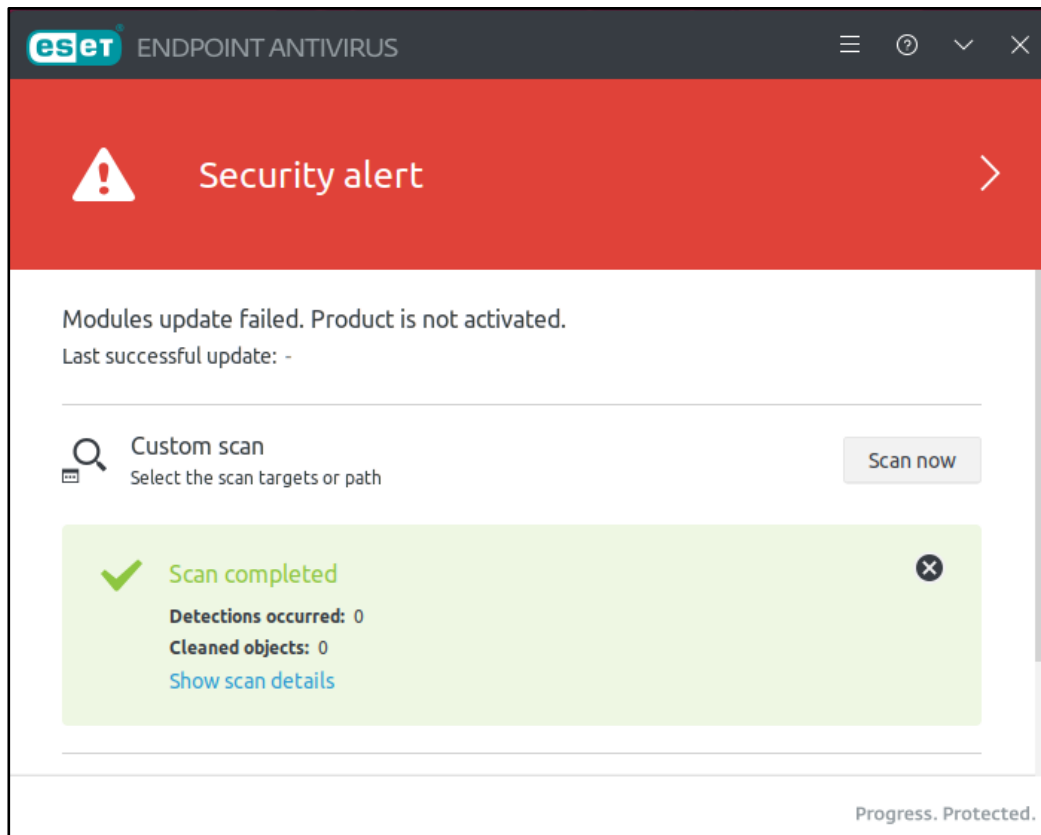 eset ® ENDPOINT ANTIVIRUS
Security alert
Modules update failed. Product is not activated.
Last successful update: -
Custom scan
Select the scan targets or path
Scan now
Scan completed
Detections occurred: 0
Cleaned objects: 0
Show scan details
Progress. Protected.